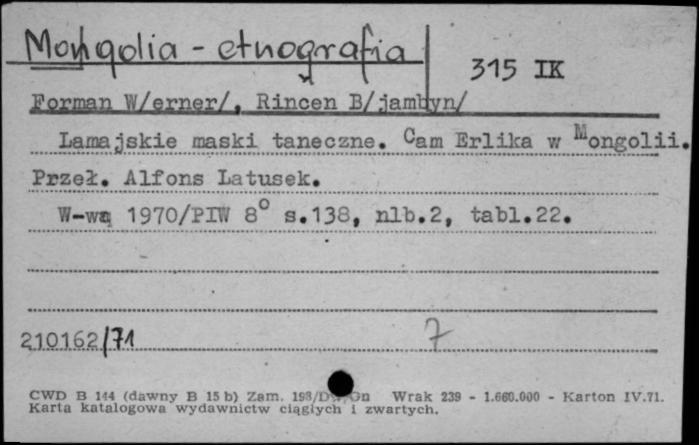 Mongolia - etnografia
315 IK
Forman W/erner/, Rincen B/jambyn/
Lamajskie maski taneczne. Cam Erlika w Mongolii.
Przeł. Alfons Latusek.
W-wa 1970/PIW 8° s.138, nlb.2, tabl.22.
210162/71 7
CWD B 144 (dawny B 15 b) Zam. Gn Wrak 239 - 1.660.000 - Karton IV.71.
Karta katalogowa wydawnictw ciągłych i zwartych.